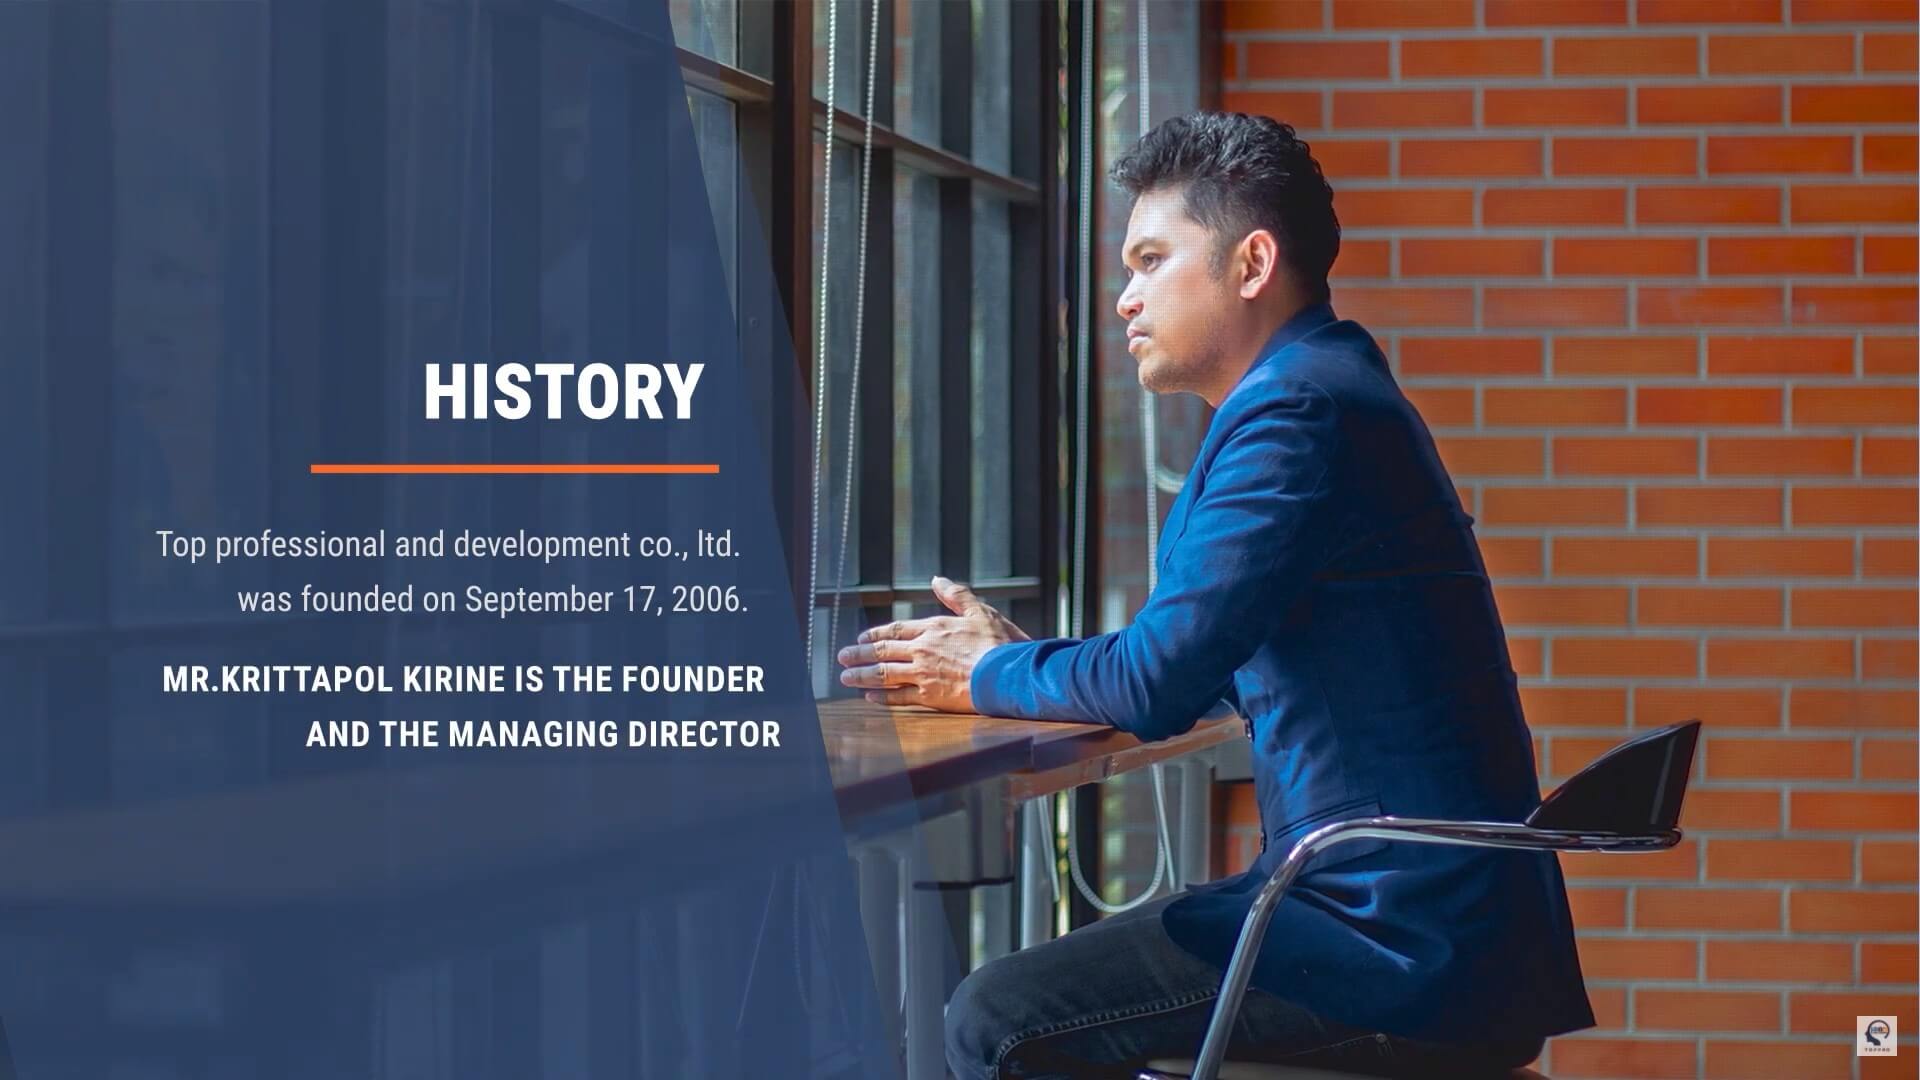 HISTORY
Top professional and development co., ltd.
was founded on September 17, 2006.
MR.KRITTAPOL KIRINE IS THE FOUNDER
AND THE MANAGING DIRECTOR